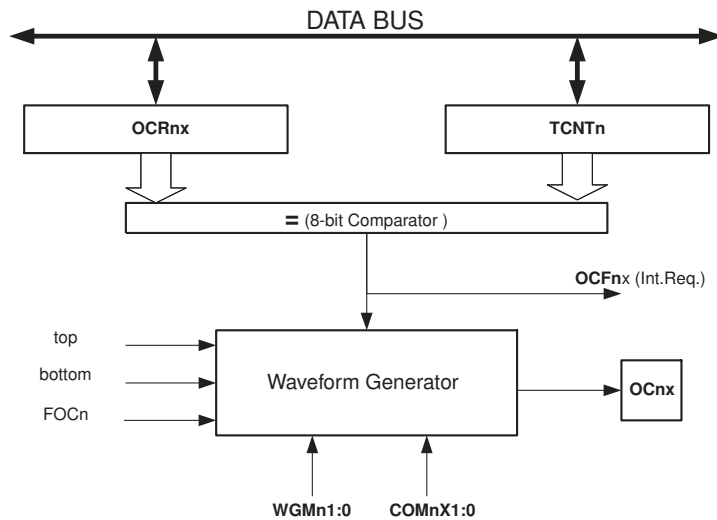 DATA BUS
OCRnx
TCNTn
= (8-bit Comparator )
OCFnx (Int.Req.)
top
bottom
FOCn
Waveform Generator
OCnx
WGMn1:0
COMnX1:0